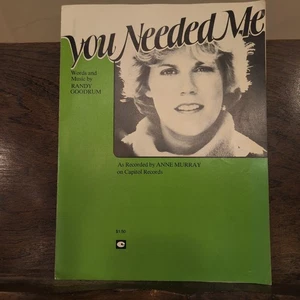 You Needed Me
Words and
Music by
RANDY
GOODRUM
As Recorded by ANNE MURRAY
on Capitol Records